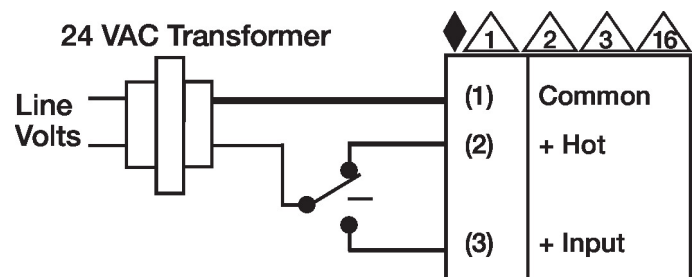 24 VAC Transformer
1 2 3 16
Line
Volts
(1) Common
(2) + Hot
(3) + Input